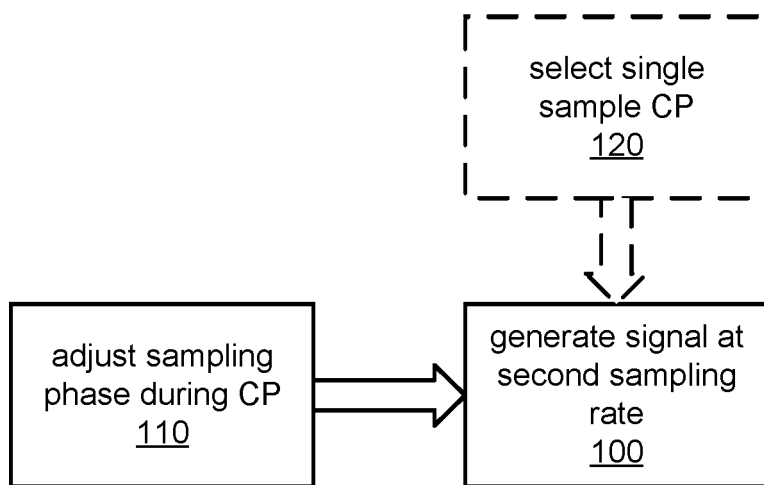 select single
sample CP
120
adjust sampling
phase during CP
110
generate signal at
second sampling
rate
100